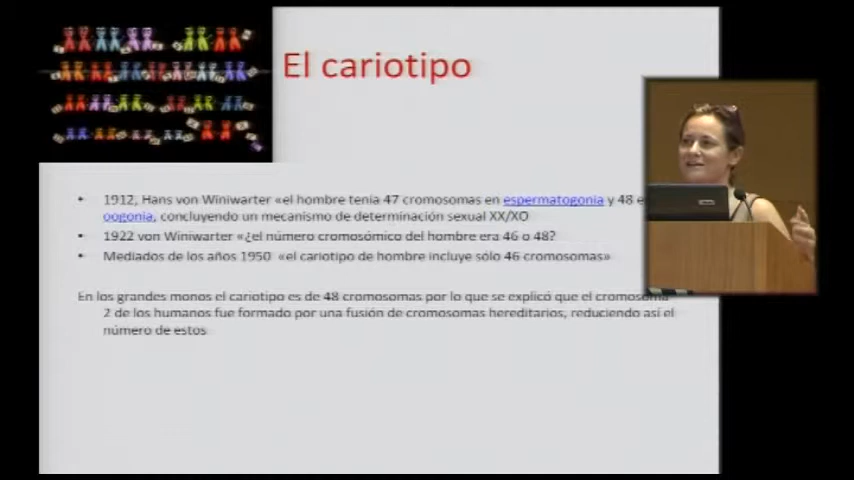 El cariotipo
• 1912, Hans von Winiwarter «el hombre tenía 47 cromosomas en espermatogonia y 48 e
oogonia, concluyendo un mecanismo de determinación sexual XX/XO
• 1922 von Winiwarter «¿el número cromosómico del hombre era 46 o 48?
• Mediados de los años 1950 «el cariotipo de hombre incluye sólo 46 cromosomas»
En los grandes monos el cariotipo es de 48 cromosomas por lo que se explicó que el cromosoma
2 de los humanos fue formado por una fusión de cromosomas hereditarios, reduciendo así el
número de estos